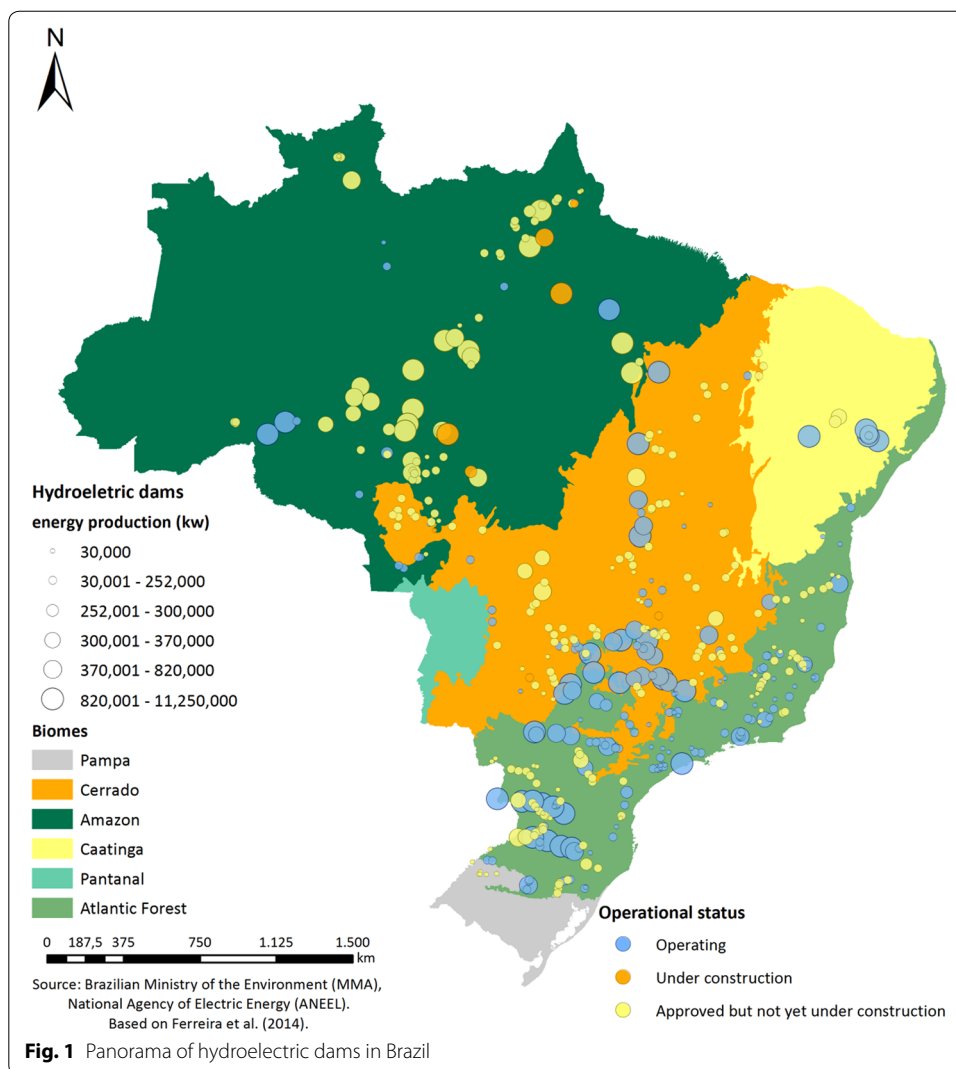 N
Hydroeletric dams
energy production (kw)
30,000
30,001 - 252,000
252,001 - 300,000
300,001 - 370,000
370,001 - 820,000
820,001 - 11,250,000
Biomes
Pampa
Cerrado
Amazon
Caatinga
Pantanal
Atlantic Forest
0 187,5 375 750 1.125 1.500
km
Source: Brazilian Ministry of the Environment (MMA),
National Agency of Electric Energy (ANEEL).
Based on Ferreira et al. (2014).
Operational status
Operating
Under construction
Approved but not yet under construction
Fig. 1 Panorama of hydroelectric dams in Brazil